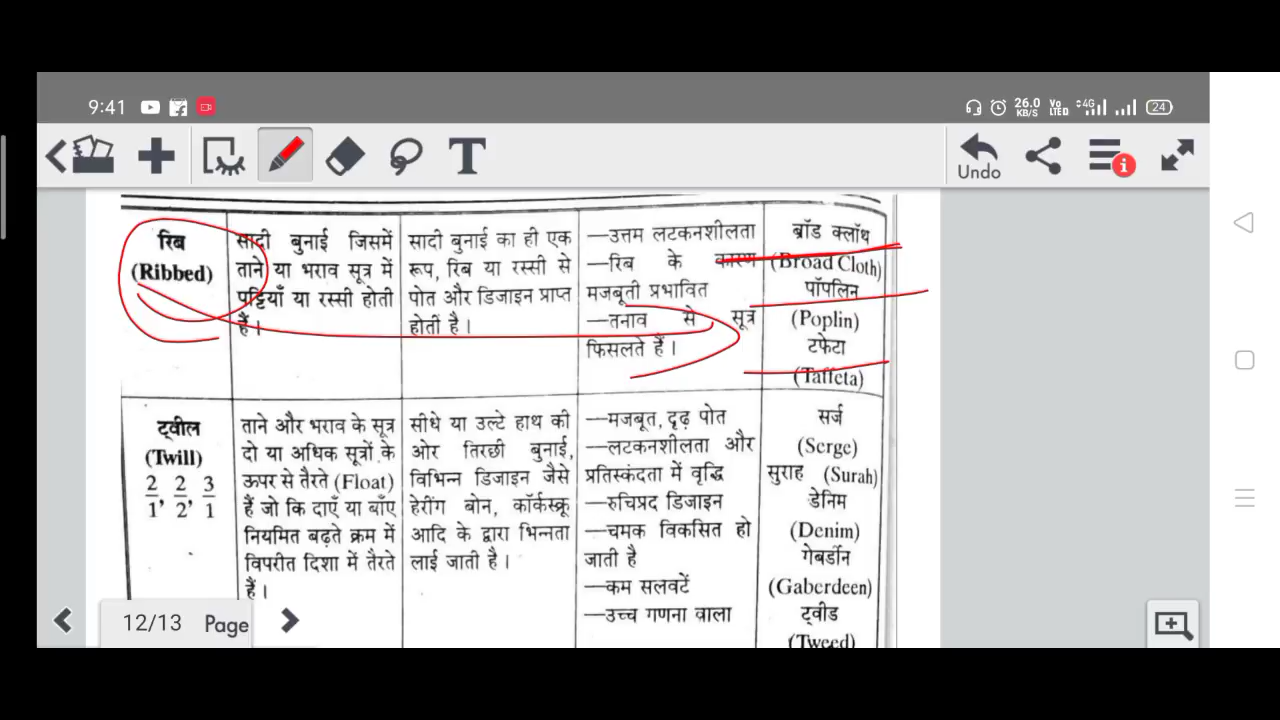 9:41
26.0
KB/S
Vo
LTE
4G
24
T
Undo
रिब
(Ribbed)
सादी बुनाई जिसमें
ताने या भराव सूत्र में
पट्टियाँ या रस्सी होती
हैं।
सादी बुनाई का ही एक
रूप, रिब या रस्सी से
पोत और डिजाइन प्राप्त
होती है।
—उत्तम लटकनशीलता
—रिब के कारण
मजबूती प्रभावित
—तनाव से सूत्र
फिसलते हैं।
ब्रॉड क्लॉथ
(Broad Cloth)
पॉपलिन
(Poplin)
टफेटा
(Taffeta)
ट्वील
(Twill)
2/1, 2/2, 3/1
ताने और भराव के सूत्र
दो या अधिक सूत्रों के
ऊपर से तैरते (Float)
हैं जो कि दाएँ या बाँए
नियमित बढ़ते क्रम में
विपरीत दिशा में तैरते
हैं।
सीधे या उल्टे हाथ की
ओर तिरछी बुनाई,
विभिन्न डिजाइन जैसे
हेरींग बोन, कॉर्कस्क्रू
आदि के द्वारा भिन्नता
लाई जाती है।
—मजबूत, दृढ़ पोत
—लटकनशीलता और
प्रतिस्कंदता में वृद्धि
—रुचिप्रद डिजाइन
—चमक विकसित हो
जाती है
—कम सलवटें
—उच्च गणना वाला
सर्ज
(Serge)
सुराह (Surah)
डेनिम
(Denim)
गेबर्डीन
(Gaberdeen)
ट्वीड
(Tweed)
12/13 Page